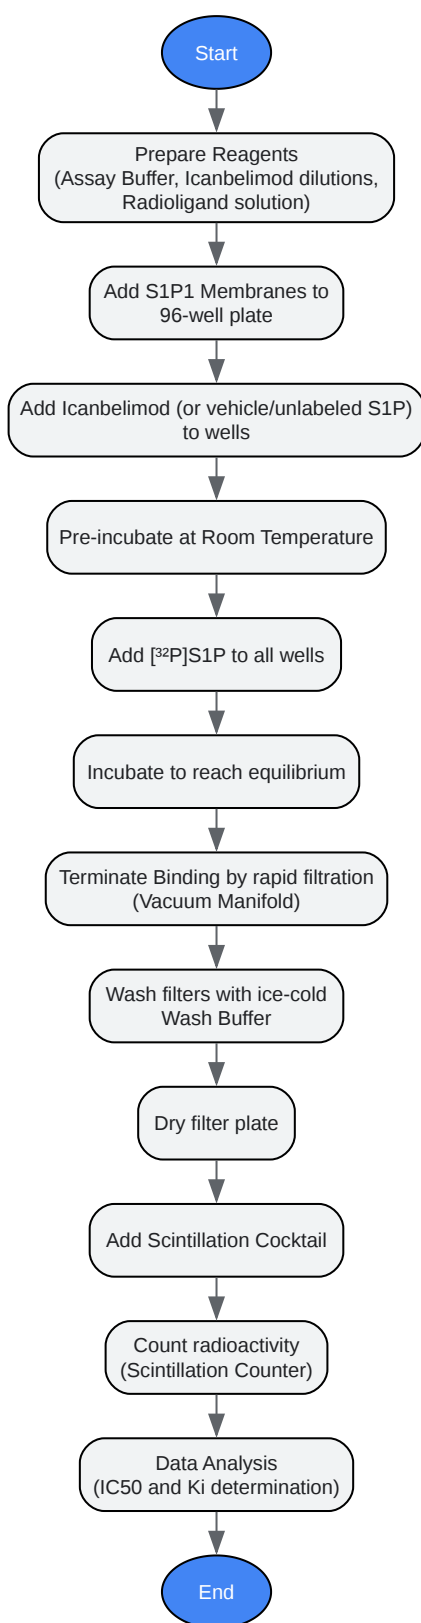 Start
Prepare Reagents
(Assay Buffer, Icanbelimod dilutions,
Radioligand solution)
Add S1P1 Membranes to
96-well plate
Add Icanbelimod (or vehicle/unlabeled S1P)
to wells
Pre-incubate at Room Temperature
Add [³²P]S1P to all wells
Incubate to reach equilibrium
Terminate Binding by rapid filtration
(Vacuum Manifold)
Wash filters with ice-cold
Wash Buffer
Dry filter plate
Add Scintillation Cocktail
Count radioactivity
(Scintillation Counter)
Data Analysis
(IC50 and Ki determination)
End